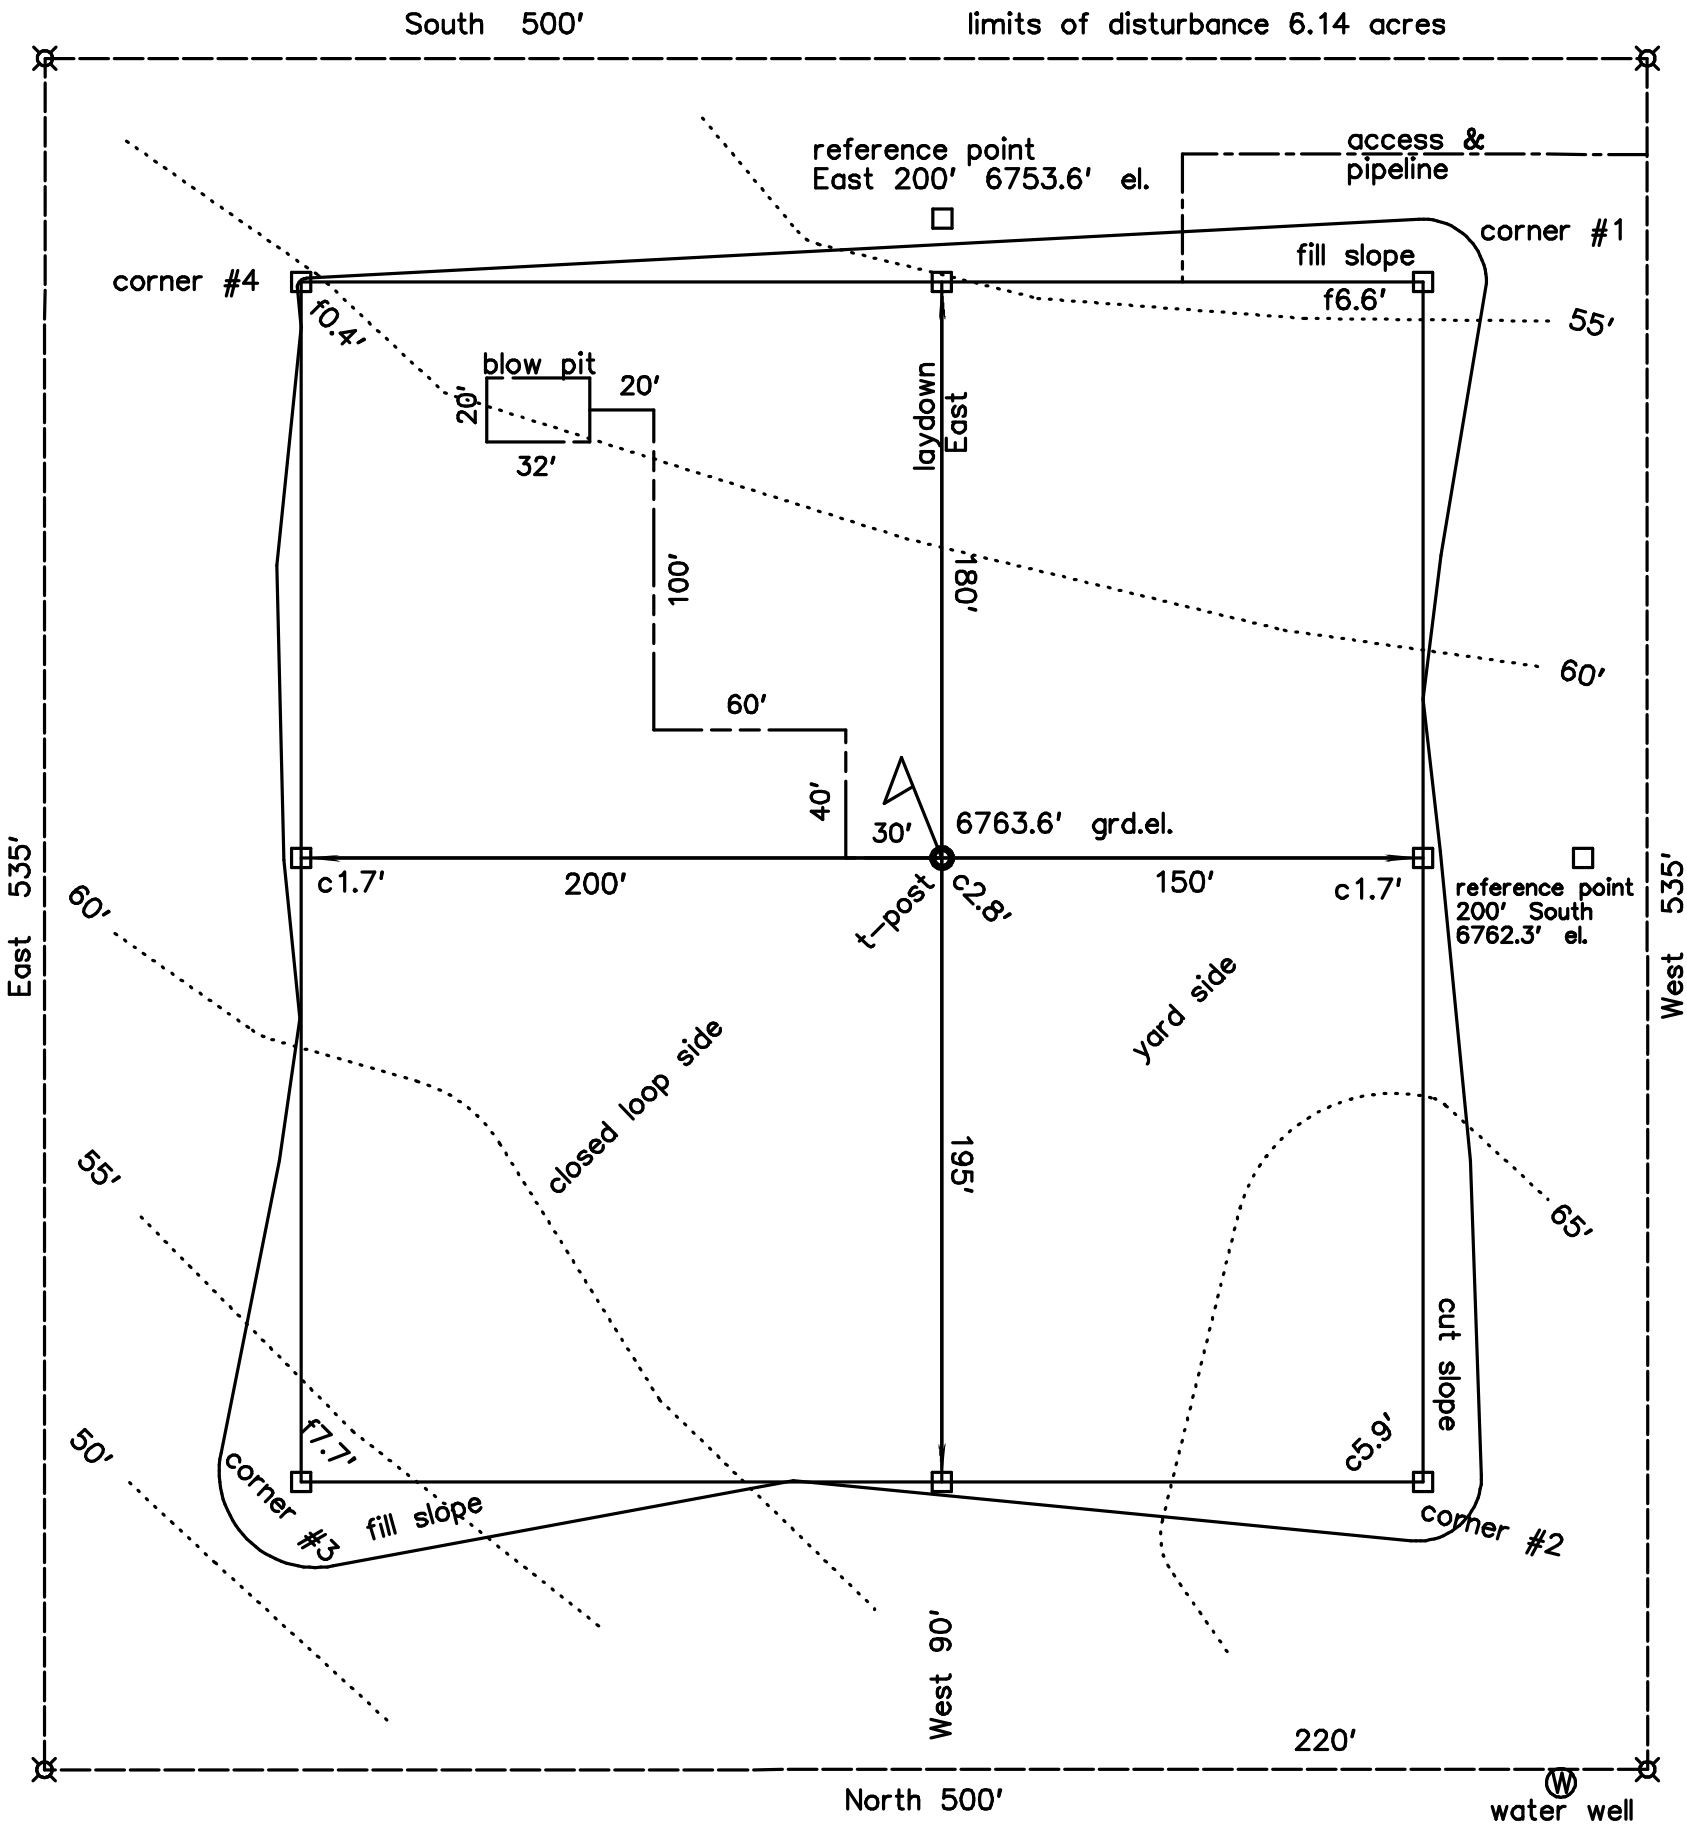 South 500'
limits of disturbance 6.14 acres
access &
pipeline
reference point
East 200' 6753.6' el.
corner #1
fill slope
f6.6'
corner #4
f0.4'
55'
blow pit
20'
20'
32'
laydown
East
100'
180'
60'
60'
40'
30'
6763.6' grd.el.
c1.7'
200'
t-post
c2.8'
150'
c1.7'
reference point
200' South
6762.3' el.
East 535'
West 535'
60'
yard side
closed loop side
195'
55'
65'
cut slope
50'
f7.7'
c5.9'
corner #3
fill slope
corner #2
West 90'
220'
North 500'
W
water well